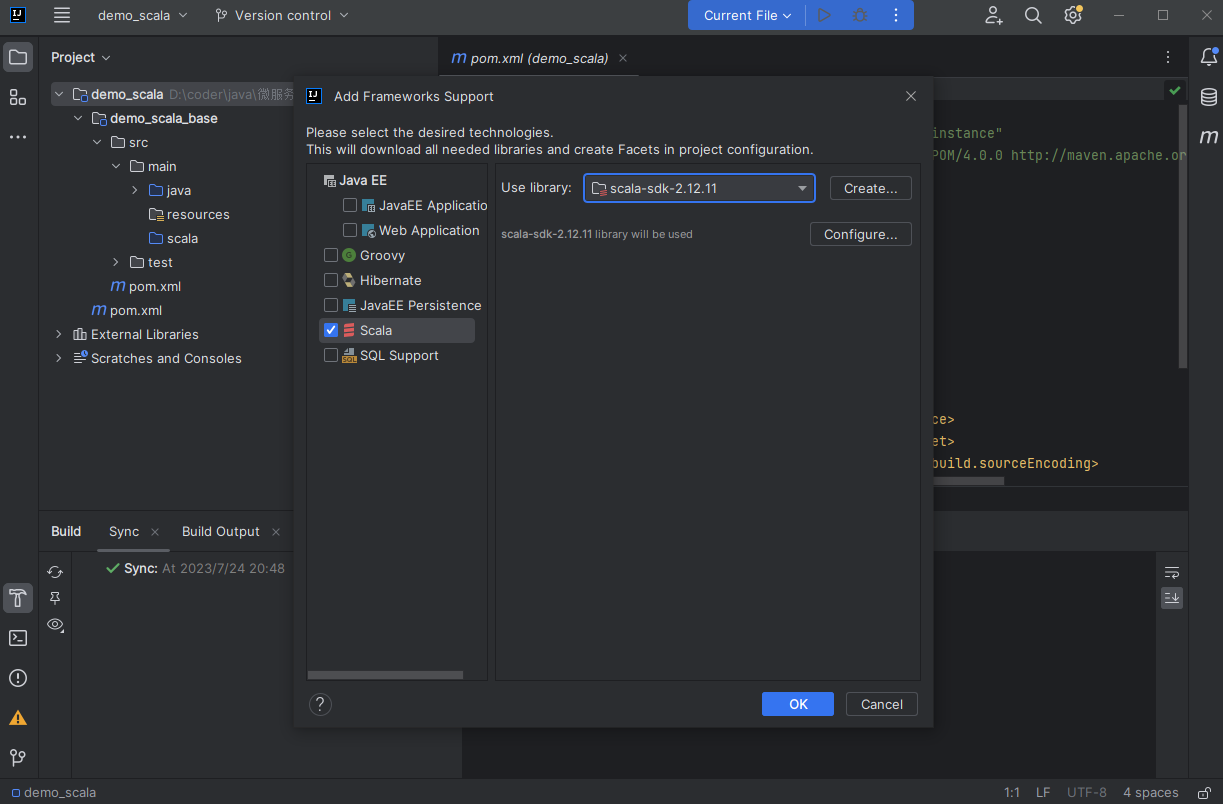 demo_scala
Version control
Current File
Project
pom.xml (demo_scala)
demo_scala D:\coder\java\微服务
demo_scala_base
src
main
java
resources
scala
test
pom.xml
pom.xml
External Libraries
Scratches and Consoles
Add Frameworks Support
Please select the desired technologies.
This will download all needed libraries and create Facets in project configuration.
Java EE
JavaEE Applicatio
Web Application
Groovy
Hibernate
JavaEE Persistence
Scala
SQL Support
Use library:
scala-sdk-2.12.11
Create...
scala-sdk-2.12.11 library will be used
Configure...
instance"
POM/4.0.0 http://maven.apache.or
ce>
et>
build.sourceEncoding>
Build
Sync
Build Output
Sync: At 2023/7/24 20:48
?
OK
Cancel
demo_scala
1:1
LF
UTF-8
4 spaces